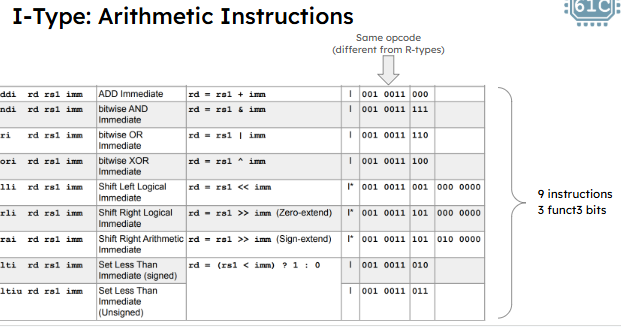 I-Type: Arithmetic Instructions
61C
Same opcode
(different from R-types)
ddi rd rs1 imm ADD Immediate rd = rs1 + imm I 001 0011 000
ndi rd rs1 imm bitwise AND Immediate rd = rs1 & imm I 001 0011 111
ri rd rs1 imm bitwise OR Immediate rd = rs1 | imm I 001 0011 110
ori rd rs1 imm bitwise XOR Immediate rd = rs1 ^ imm I 001 0011 100
lli rd rs1 imm Shift Left Logical Immediate rd = rs1 << imm I* 001 0011 001 000 0000
rli rd rs1 imm Shift Right Logical Immediate rd = rs1 >> imm (Zero-extend) I* 001 0011 101 000 0000
rai rd rs1 imm Shift Right Arithmetic Immediate rd = rs1 >> imm (Sign-extend) I* 001 0011 101 010 0000
lti rd rs1 imm Set Less Than Immediate (signed) rd = (rs1 < imm) ? 1 : 0 I 001 0011 010
ltiu rd rs1 imm Set Less Than Immediate (Unsigned) I 001 0011 011
9 instructions
3 funct3 bits